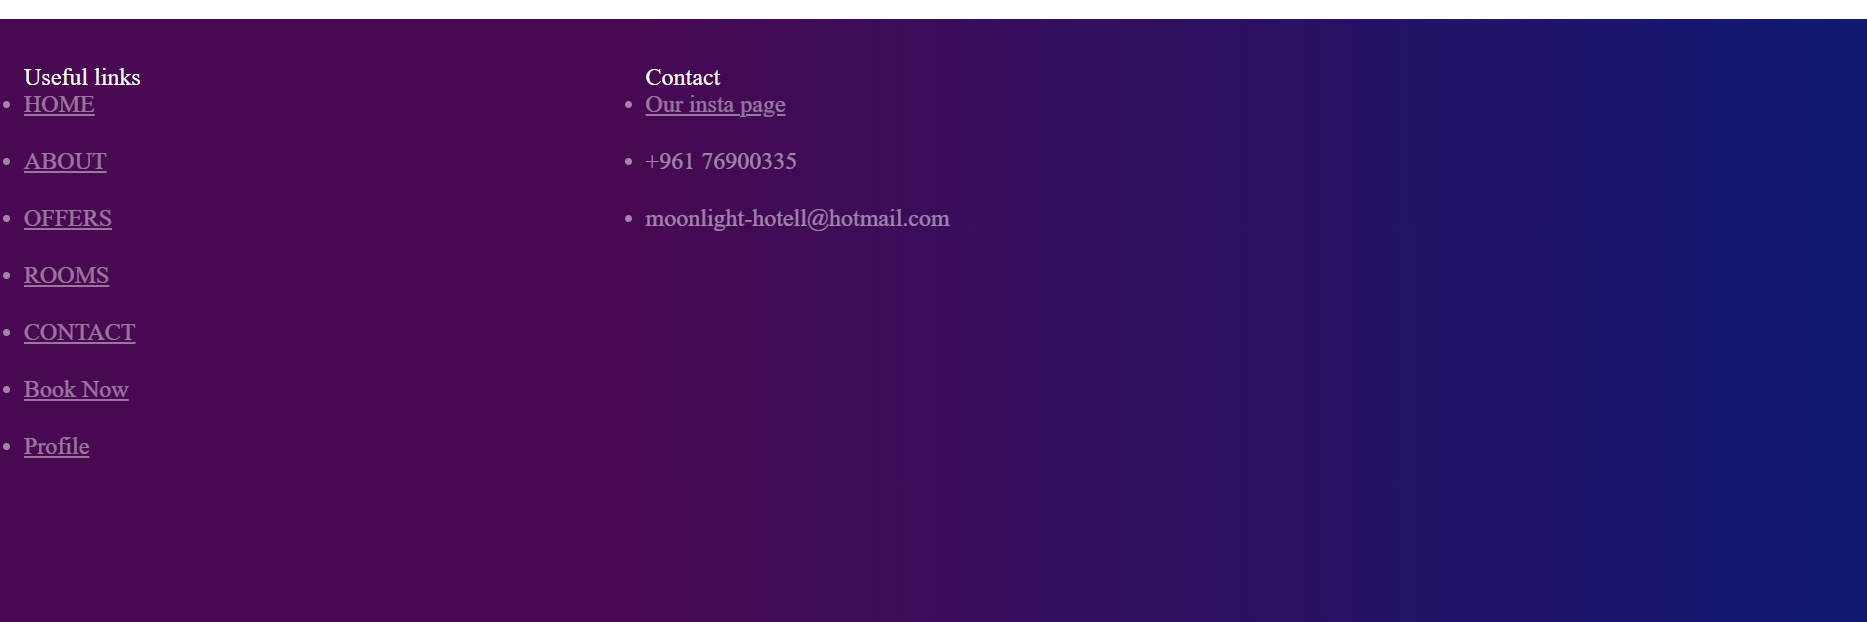 Useful links
HOME
ABOUT
OFFERS
ROOMS
CONTACT
Book Now
Profile
Contact
Our insta page
+961 76900335
moonlight-hotell@hotmail.com